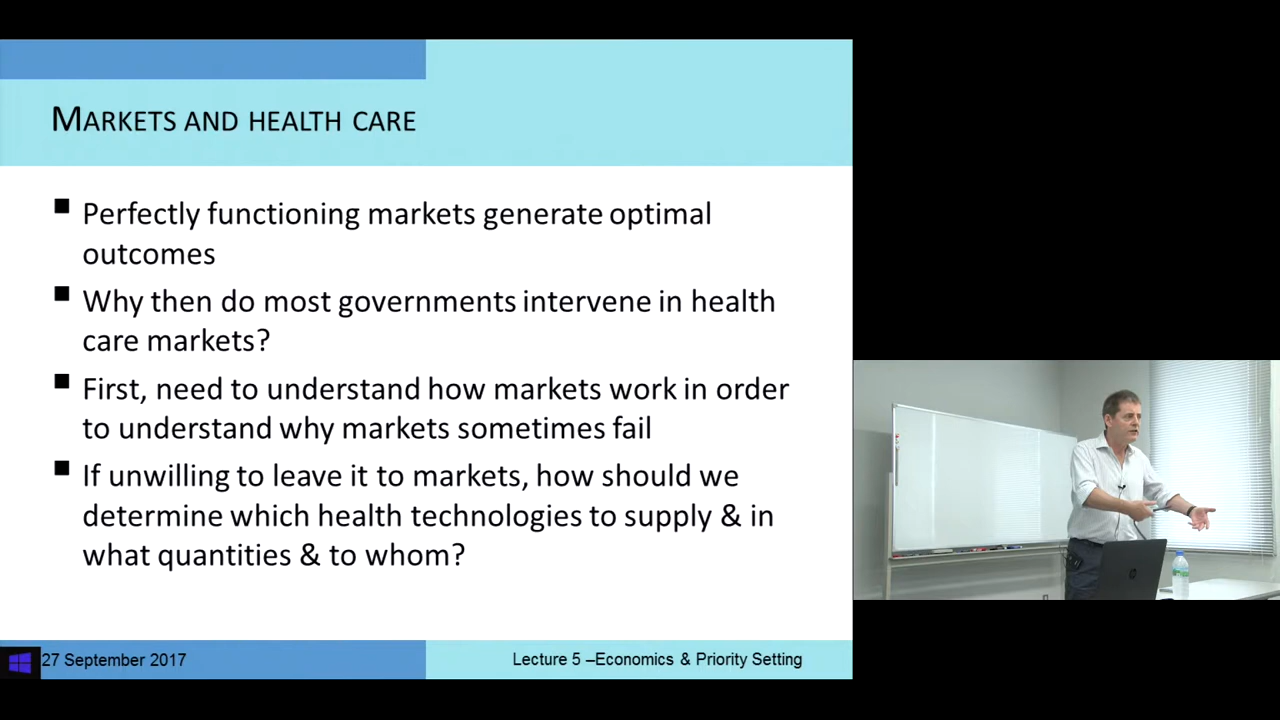 MARKETS AND HEALTH CARE
▪ Perfectly functioning markets generate optimal
outcomes
▪ Why then do most governments intervene in health
care markets?
▪ First, need to understand how markets work in order
to understand why markets sometimes fail
▪ If unwilling to leave it to markets, how should we
determine which health technologies to supply & in
what quantities & to whom?
27 September 2017
Lecture 5 –Economics & Priority Setting